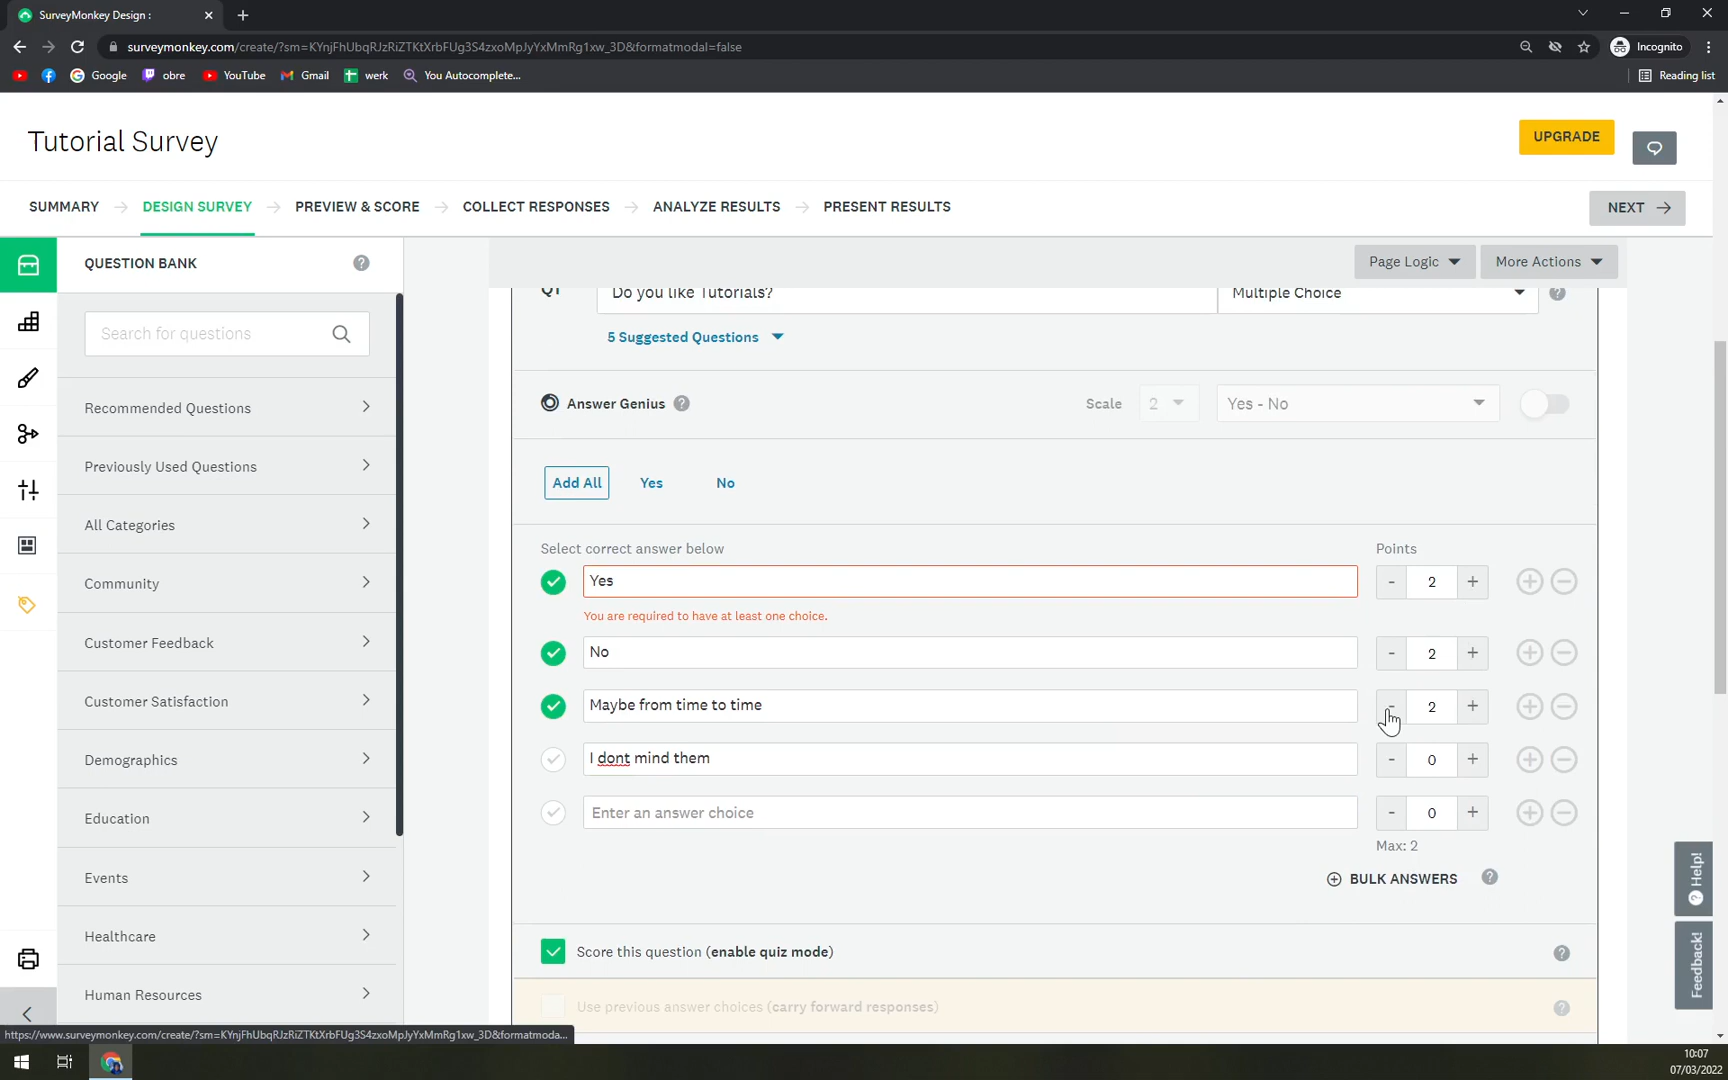 SurveyMonkey Design :
surveymonkey.com/create/?sm=KYnjFhUbqRJzRiZTKtXrbFUg3S4zxoMpJyYxMmRg1xw_3D&formatmodal=false
Incognito
Google
obre
YouTube
Gmail
werk
You Autocomplete...
Reading list
Tutorial Survey
UPGRADE
SUMMARY
DESIGN SURVEY
PREVIEW & SCORE
COLLECT RESPONSES
ANALYZE RESULTS
PRESENT RESULTS
NEXT
QUESTION BANK
Page Logic
More Actions
Q1
Do you like Tutorials?
Multiple Choice
Search for questions
5 Suggested Questions
Answer Genius
Scale
2
Yes - No
Recommended Questions
Previously Used Questions
Add All
Yes
No
All Categories
Select correct answer below
Points
Yes
- 2 +
Community
You are required to have at least one choice.
Customer Feedback
No
- 2 +
Customer Satisfaction
Maybe from time to time
- 2 +
Demographics
I dont mind them
- 0 +
Education
Enter an answer choice
- 0 +
Max: 2
Events
BULK ANSWERS
Help!
Healthcare
Score this question (enable quiz mode)
Feedback!
Human Resources
Use previous answer choices (carry forward responses)
https://www.surveymonkey.com/create/?sm=KYnjFhUbqRJzRiZTKtXrbFUg3S4zxoMpJyYxMmRg1xw_3D&formatmoda...
10:07
07/03/2022